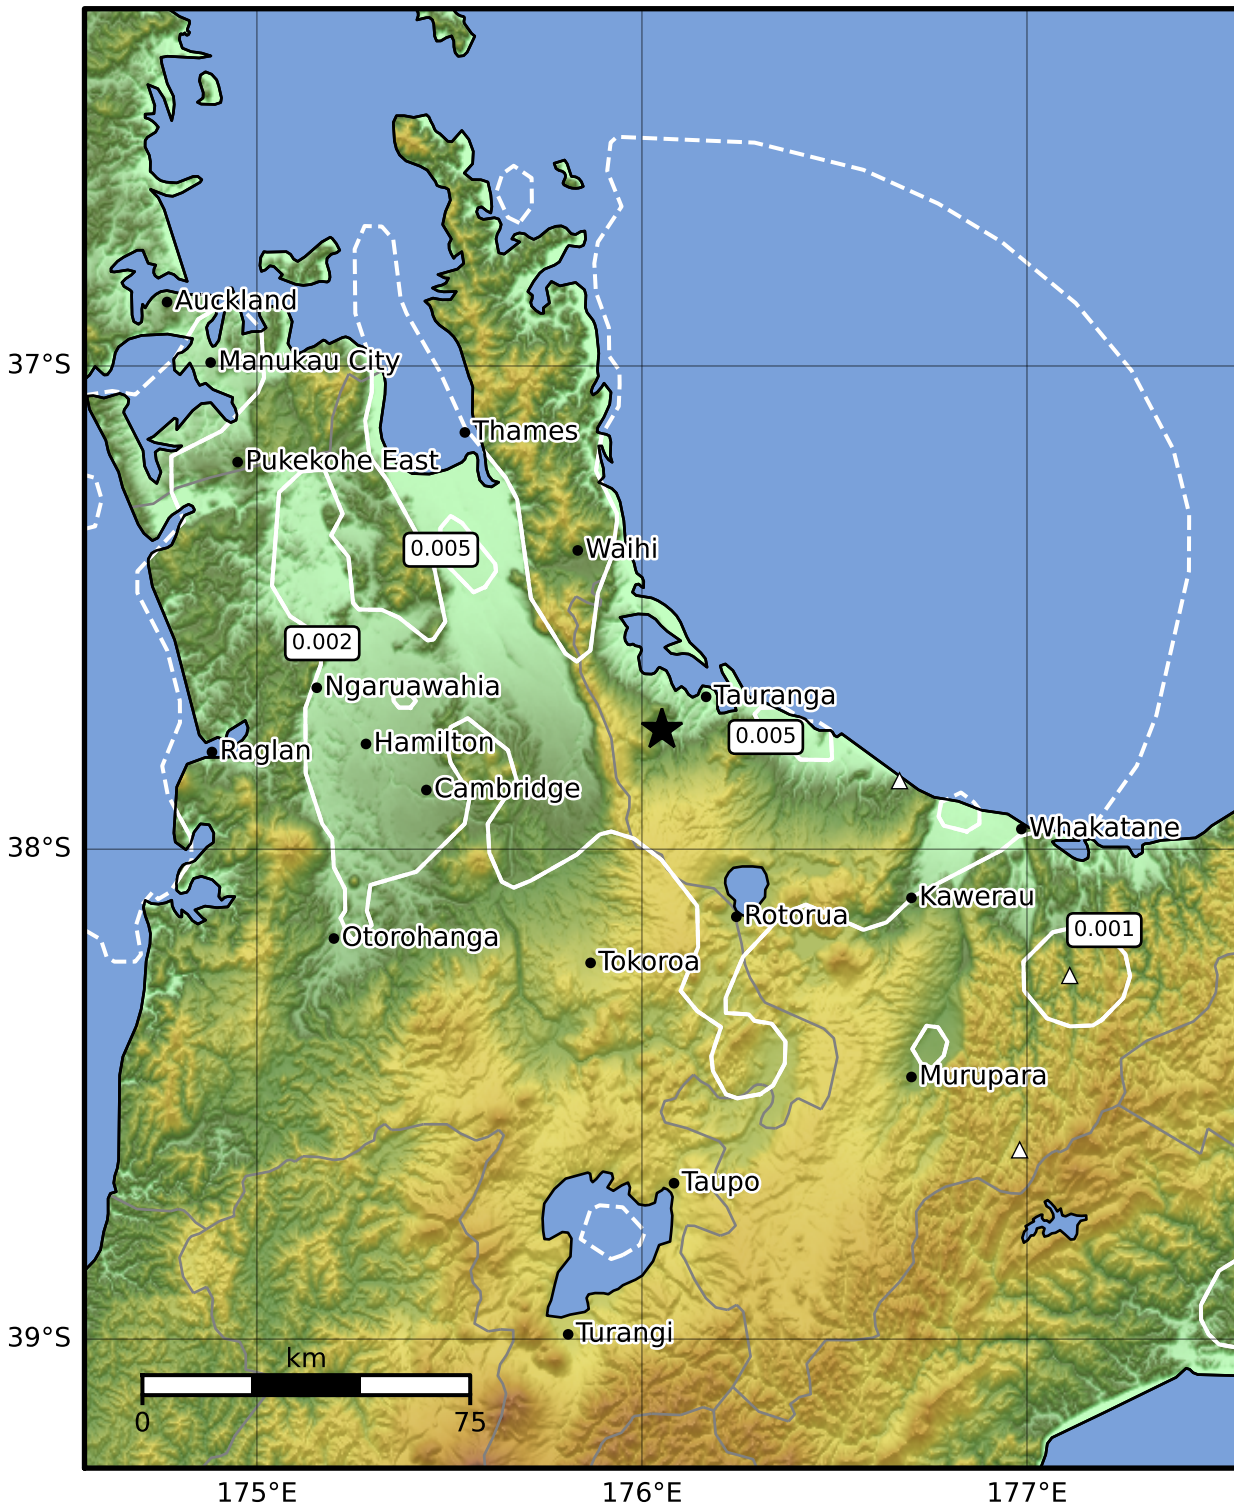 Auckland
37°S
Manukau City
Thames
Pukekohe East
0.005
Waihi
0.002
Ngaruawahia
Tauranga
0.005
Raglan
Hamilton
Cambridge
Whakatane
38°S
Kawerau
Rotorua
0.001
Otorohanga
Tokoroa
Murupara
Taupo
Turangi
39°S
km
0
75
175°E
176°E
177°E